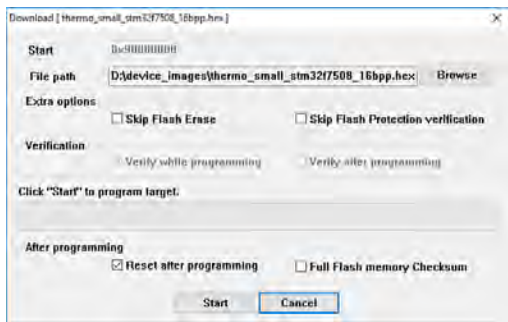 Download [ thermo_small_stm32f7508_16bpp.hex ]
Start 0x90000000
File path D:\device_images\thermo_small_stm32f7508_16bpp.hex Browse
Extra options
Skip Flash Erase Skip Flash Protection verification
Verification
Verify while programming Verify after programming
Click "Start" to program target.
After programming
Reset after programming Full Flash memory Checksum
Start Cancel